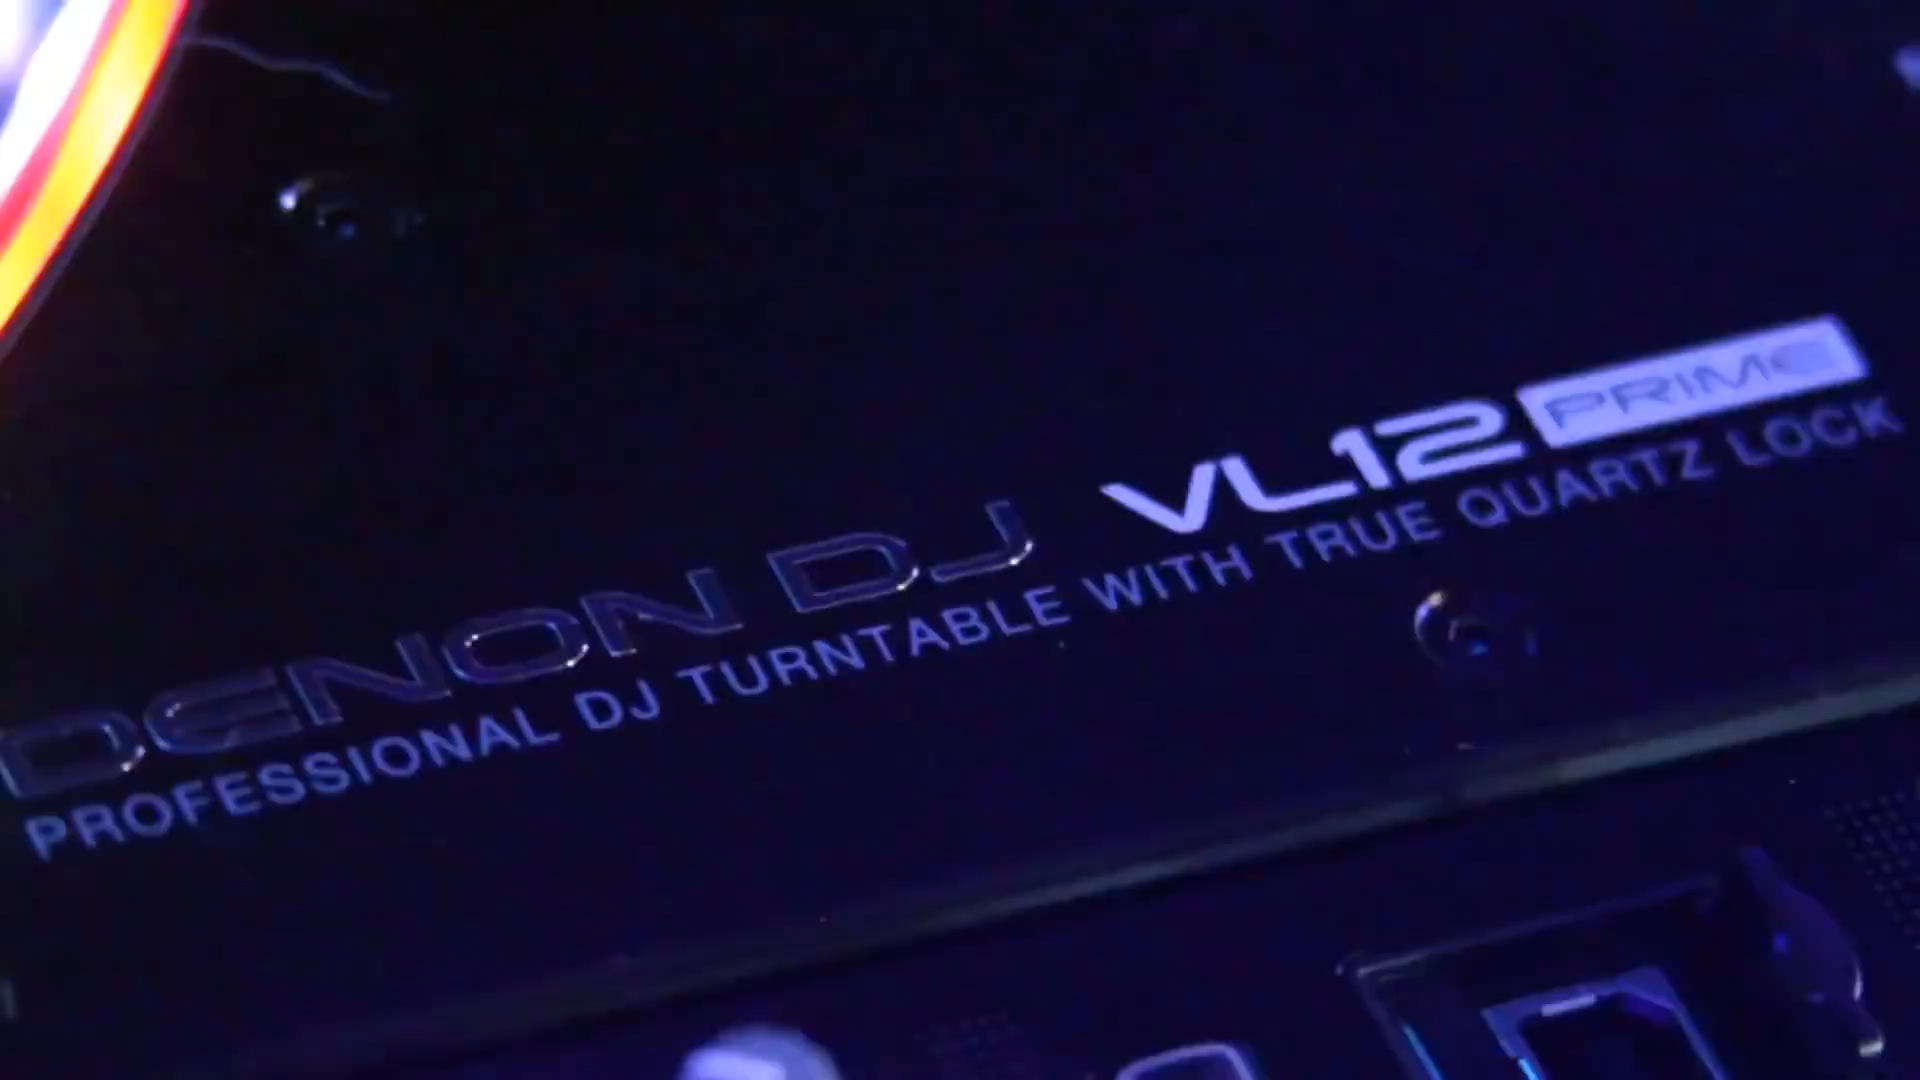 DENON DJ VL12 PRIME
PROFESSIONAL DJ TURNTABLE WITH TRUE QUARTZ LOCK